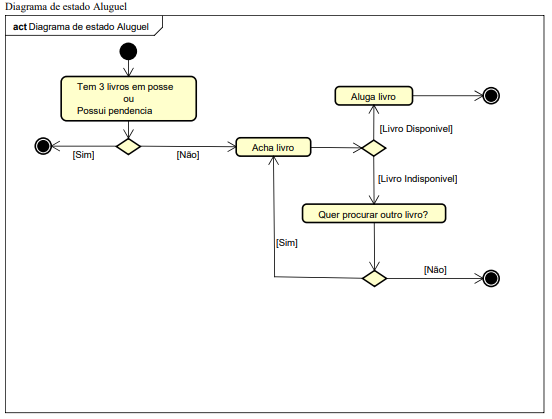 Diagrama de estado Aluguel
act Diagrama de estado Aluguel
Tem 3 livros em posse
ou
Possui pendencia
Aluga livro
[Livro Disponivel]
[Sim]
[Não]
Acha livro
[Livro Indisponivel]
Quer procurar outro livro?
[Sim]
[Não]